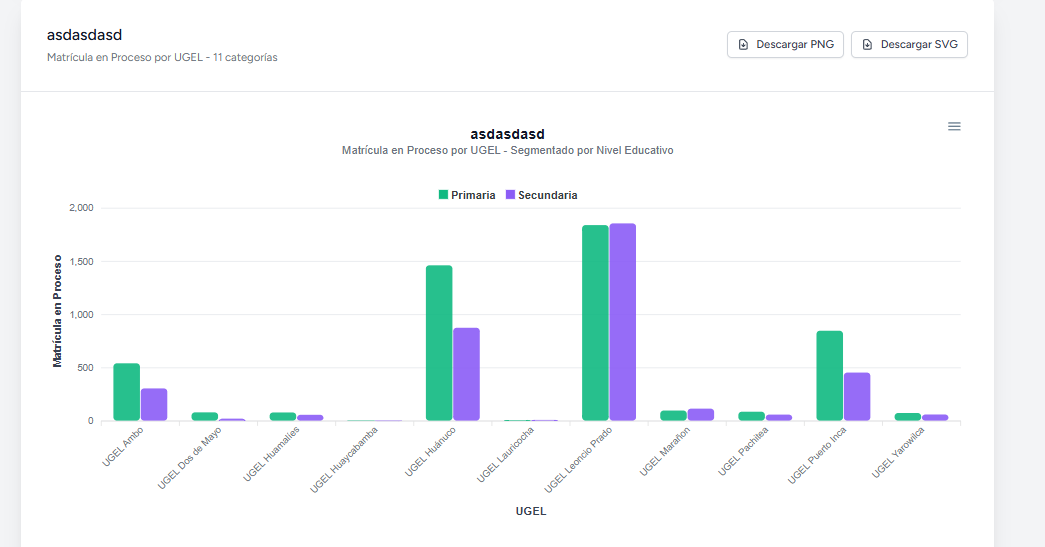 asdasdasd
Matrícula en Proceso por UGEL - 11 categorías
Descargar PNG
Descargar SVG
asdasdasd
Matrícula en Proceso por UGEL - Segmentado por Nivel Educativo
Primaria Secundaria
2,000
1,500
1,000
500
0
Matrícula en Proceso
UGEL Ambo
UGEL Dos de Mayo
UGEL Huamalíes
UGEL Huaycabamba
UGEL Huánuco
UGEL Lauricocha
UGEL Leoncio Prado
UGEL Marañon
UGEL Pachitea
UGEL Puerto Inca
UGEL Yarowilca
UGEL